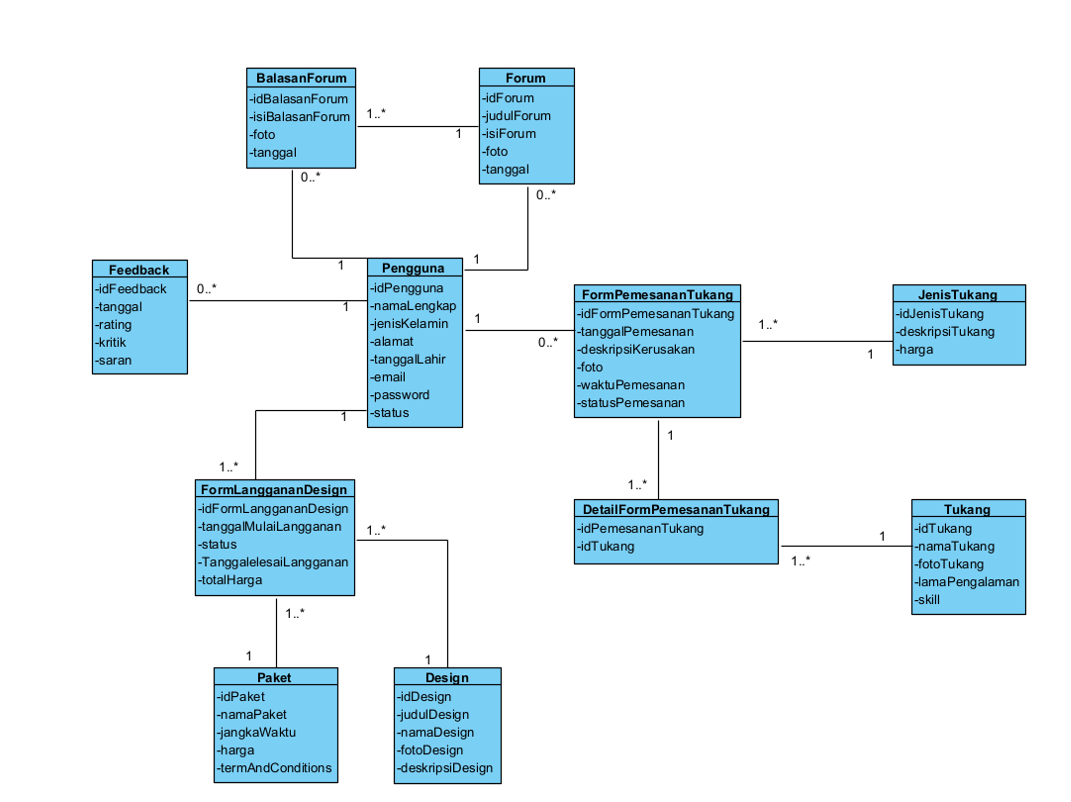 BalasanForum
-idBalasanForum
-isiBalasanForum
-foto
-tanggal
1..*
1
Forum
-idForum
-judulForum
-isiForum
-foto
-tanggal
0..*
0..*
1
1
Feedback
-idFeedback
-tanggal
-rating
-kritik
-saran
0..*
1
Pengguna
-idPengguna
-namaLengkap
-jenisKelamin
-alamat
-tanggalLahir
-email
-password
-status
1
0..*
FormPemesananTukang
-idFormPemesananTukang
-tanggalPemesanan
-deskripsiKerusakan
-foto
-waktuPemesanan
-statusPemesanan
1..*
1
JenisTukang
-idJenisTukang
-deskripsiTukang
-harga
1
1..*
1
1..*
FormLanggananDesign
-idFormLanggananDesign
-tanggalMulaiLangganan
-status
-TanggalelesaiLangganan
-totalHarga
1..*
1
DetailFormPemesananTukang
-idPemesananTukang
-idTukang
1
1..*
Tukang
-idTukang
-namaTukang
-fotoTukang
-lamaPengalaman
-skill
1..*
1
Paket
-idPaket
-namaPaket
-jangkaWaktu
-harga
-termAndConditions
Design
-idDesign
-judulDesign
-namaDesign
-fotoDesign
-deskripsiDesign